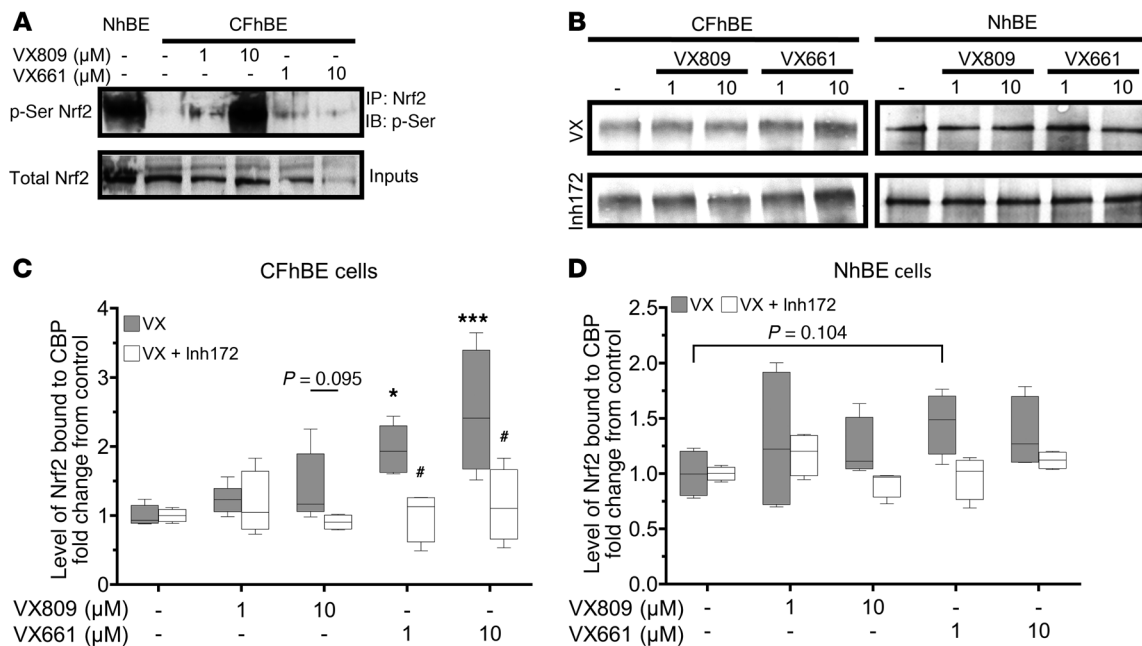 A
NhBE CFhBE
VX809 (µM) - - 1 10 - -
VX661 (µM) - - - - 1 10
p-Ser Nrf2
IP: Nrf2
IB: p-Ser
Total Nrf2 Inputs
B
CFhBE NhBE
VX809 VX661 VX809 VX661
- 1 10 1 10 - 1 10 1 10
VX
Inh172
C
CFhBE cells
Level of Nrf2 bound to CBP
fold change from control
4
3
2
1
0
VX
VX + Inh172
P = 0.095
*
***
#
#
VX809 (µM) - 1 10 - -
VX661 (µM) - - - 1 10
D
NhBE cells
Level of Nrf2 bound to CBP
fold change from control
2.5
2.0
1.5
1.0
0.5
0.0
VX VX + Inh172
P = 0.104
VX809 (µM) - 1 10 - -
VX661 (µM) - - - 1 10